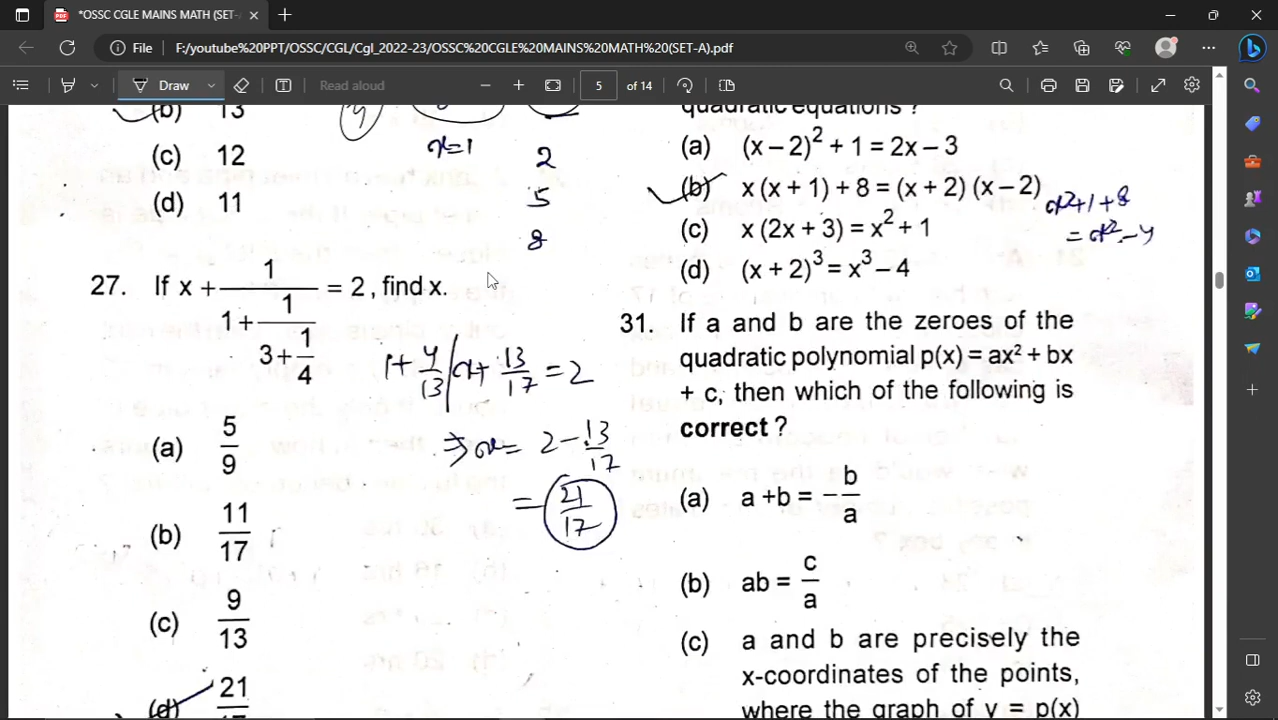 *OSSC CGLE MAINS MATH (SET-
File
F:/youtube%20PPT/OSSC/CGL/Cgl_2022-23/OSSC%20CGLE%20MAINS%20MATH%20(SET-A).pdf
Draw
Read aloud
5
of 14
(b) 13
(c) 12
(d) 11
x=1
2
5
8
27. If x + 1/(1 + 1/(3 + 1/4)) = 2, find x.
1 + 4/13
x + 13/17 = 2
⇒ x = 2 − 13/17
= 21/17
(a) 5/9
(b) 11/17
(c) 9/13
(d) 21/17
quadratic equations ?
(a) (x – 2)² + 1 = 2x – 3
(b) x (x + 1) + 8 = (x + 2) (x – 2)
x²+1+8
= x² − 4
(c) x (2x + 3) = x² + 1
(d) (x + 2)³ = x³ – 4
31. If a and b are the zeroes of the
quadratic polynomial p(x) = ax² + bx
+ c, then which of the following is
correct ?
(a) a +b = – b/a
(b) ab = c/a
(c) a and b are precisely the
x-coordinates of the points,
where the graph of y = p(x)